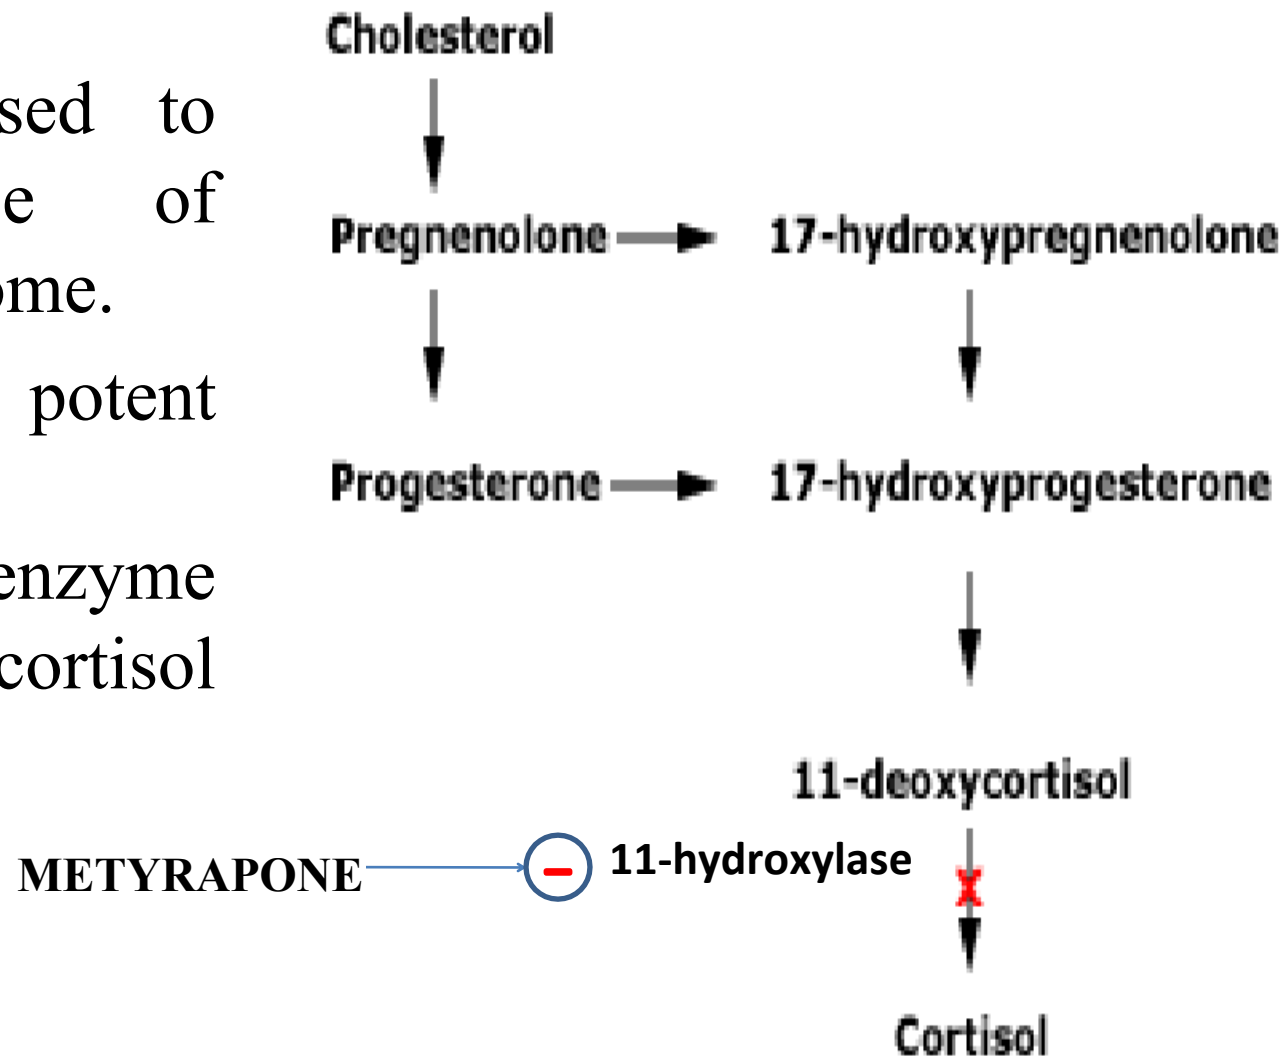 sed to
e of
ome.
potent
enzyme
cortisol
Cholesterol
Pregnenolone 17-hydroxypregnenolone
Progesterone 17-hydroxyprogesterone
11-deoxycortisol
METYRAPONE - 11-hydroxylase
X
Cortisol